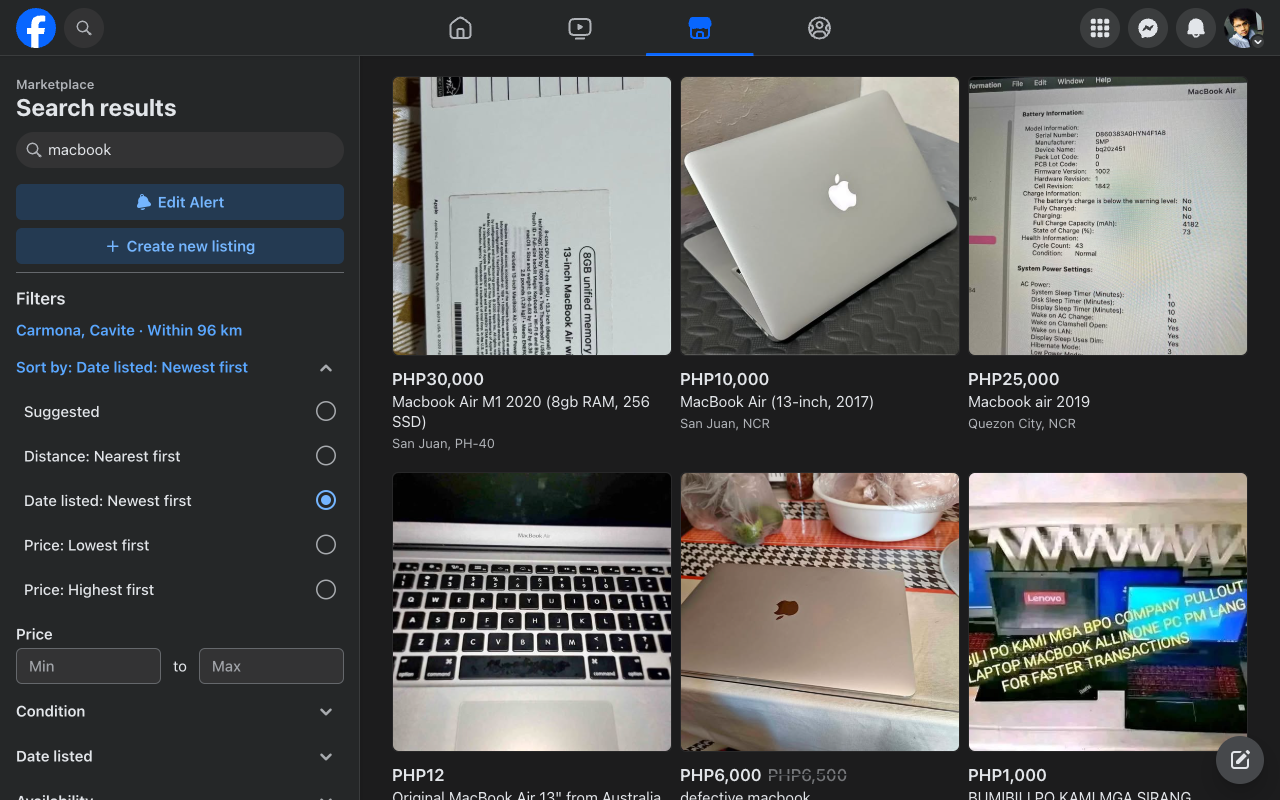 Marketplace
Search results
macbook
Edit Alert
Create new listing
Filters
Carmona, Cavite · Within 96 km
Sort by: Date listed: Newest first
Suggested
Distance: Nearest first
Date listed: Newest first
Price: Lowest first
Price: Highest first
Price
Min
to
Max
Condition
Date listed
Availability
8GB unified memory
13-inch MacBook Air w
PHP30,000
Macbook Air M1 2020 (8gb RAM, 256
SSD)
San Juan, PH-40
PHP10,000
MacBook Air (13-inch, 2017)
San Juan, NCR
formation File Edit Window Help
MacBook Air
Battery Information:
Model Information:
Serial Number: D860383A0HYN4F1AB
Manufacturer: SMP
Device Name: bq20z451
Pack Lot Code: 0
PCB Lot Code: 0
Firmware Version: 1002
Hardware Revision: 1
Cell Revision: 1842
Charge Information:
The battery's charge is below the warning level: No
Fully Charged: No
Charging: No
Full Charge Capacity (mAh): 4182
State of Charge (%): 73
Health Information:
Cycle Count: 43
Condition: Normal
System Power Settings:
AC Power:
System Sleep Timer (Minutes): 1
Disk Sleep Timer (Minutes): 10
Display Sleep Timer (Minutes): 10
Wake on AC Change: No
Wake on Clamshell Open: Yes
Wake on LAN: Yes
Display Sleep Uses Dim: Yes
Hibernate Mode: 3
Low Power Mode:
PHP25,000
Macbook air 2019
Quezon City, NCR
MacBook Air
Q W E R T Y U I O P
A S D F G H J K L
Z X C V B N M
option command command option
PHP12
Original MacBook Air 13" from Australia
PHP6,000 PHP6,500
defective macbook
Lenovo
BILI PO KAMI MGA BPO COMPANY PULLOUT
LAPTOP MACBOOK ALLINONE PC PM LANG
FOR FASTER TRANSACTIONS
PHP1,000
BUMIBILI PO KAMI MGA SIRANG